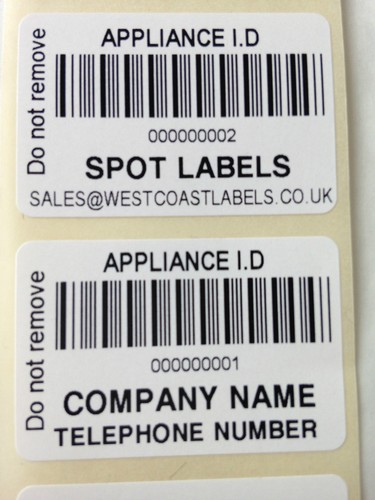 APPLIANCE I.D
Do not remove
000000002
SPOT LABELS
SALES@WESTCOASTLABELS.CO.UK
APPLIANCE I.D
Do not remove
000000001
COMPANY NAME
TELEPHONE NUMBER